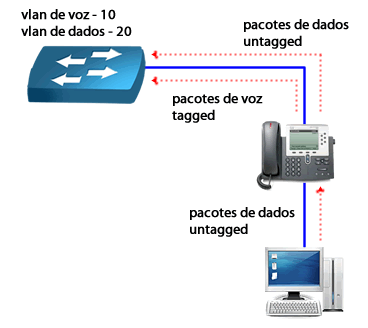 vlan de voz - 10
vlan de dados - 20
pacotes de dados
untagged
pacotes de voz
tagged
pacotes de dados
untagged